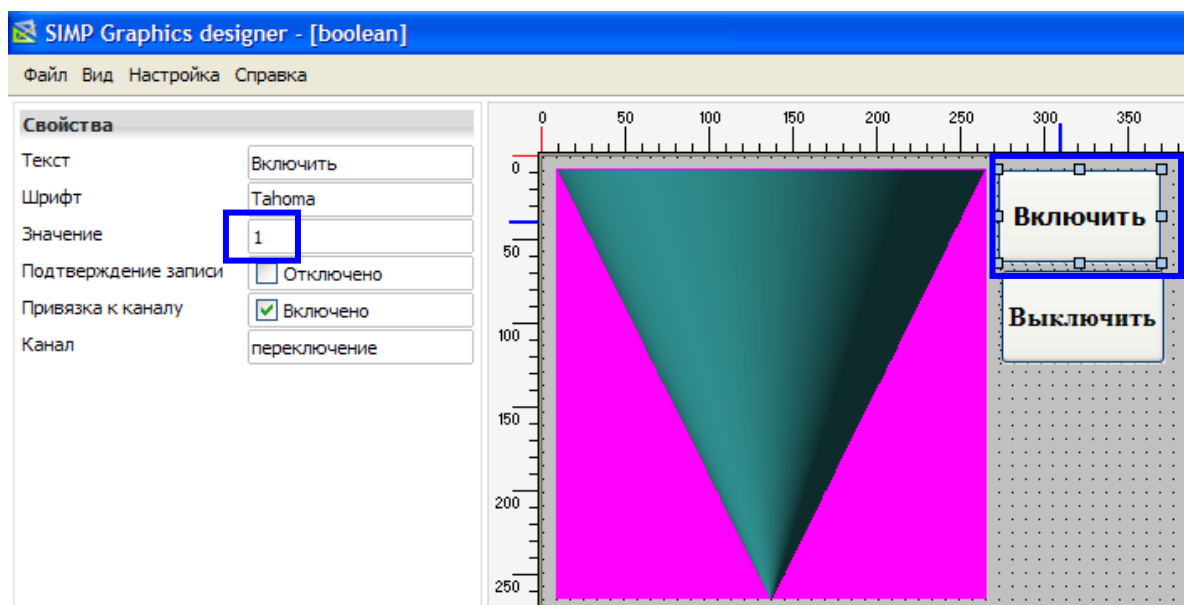 SIMP Graphics designer - [boolean]
Файл Вид Настройка Справка
Свойства
Текст Включить
Шрифт Tahoma
Значение 1
Подтверждение записи Отключено
Привязка к каналу Включено
Канал переключение
0 50 100 150 200 250 300 350
0
50
100
150
200
250
Включить
Выключить